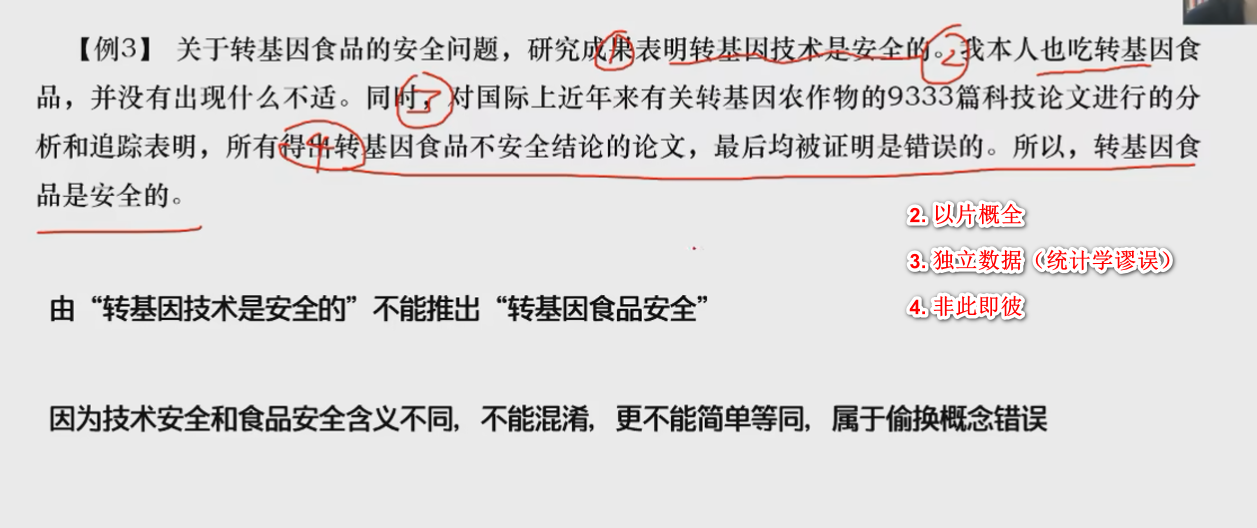 【例3】 关于转基因食品的安全问题，研究成果表明转基因技术是安全的。我本人也吃转基因食
品，并没有出现什么不适。同时，对国际上近年来有关转基因农作物的9333篇科技论文进行的分
析和追踪表明，所有得出转基因食品不安全结论的论文，最后均被证明是错误的。所以，转基因食
品是安全的。
1
2
3
4
2. 以片概全
3. 独立数据（统计学谬误）
4. 非此即彼
由“转基因技术是安全的”不能推出“转基因食品安全”
因为技术安全和食品安全含义不同，不能混淆，更不能简单等同，属于偷换概念错误